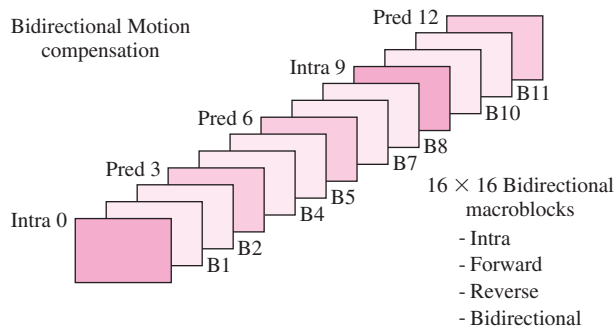 Bidirectional Motion
compensation
Pred 12
Intra 9
Pred 6
Pred 3
Intra 0
B11
B10
B8
B7
B5
B4
B2
B1
16 × 16 Bidirectional
macroblocks
- Intra
- Forward
- Reverse
- Bidirectional